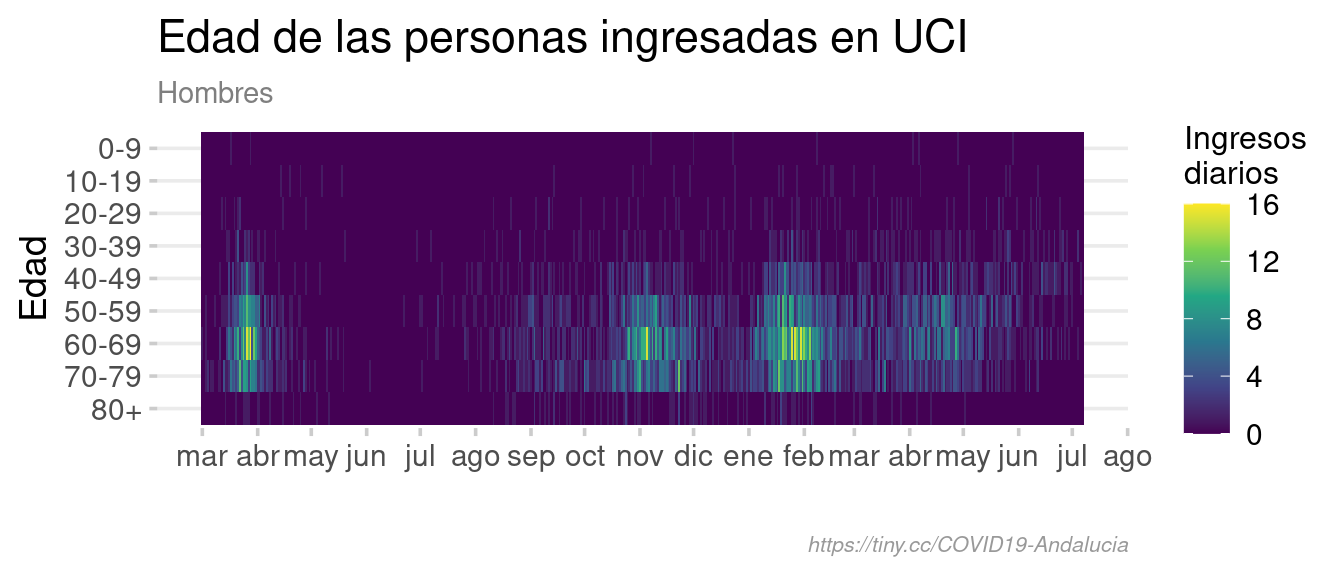 Edad de las personas ingresadas en UCI
Hombres
Edad
0-9
10-19
20-29
30-39
40-49
50-59
60-69
70-79
80+
mar abr may jun jul ago sep oct nov dic ene feb mar abr may jun jul ago
Ingresos
diarios
16
12
8
4
0
https://tiny.cc/COVID19-Andalucia